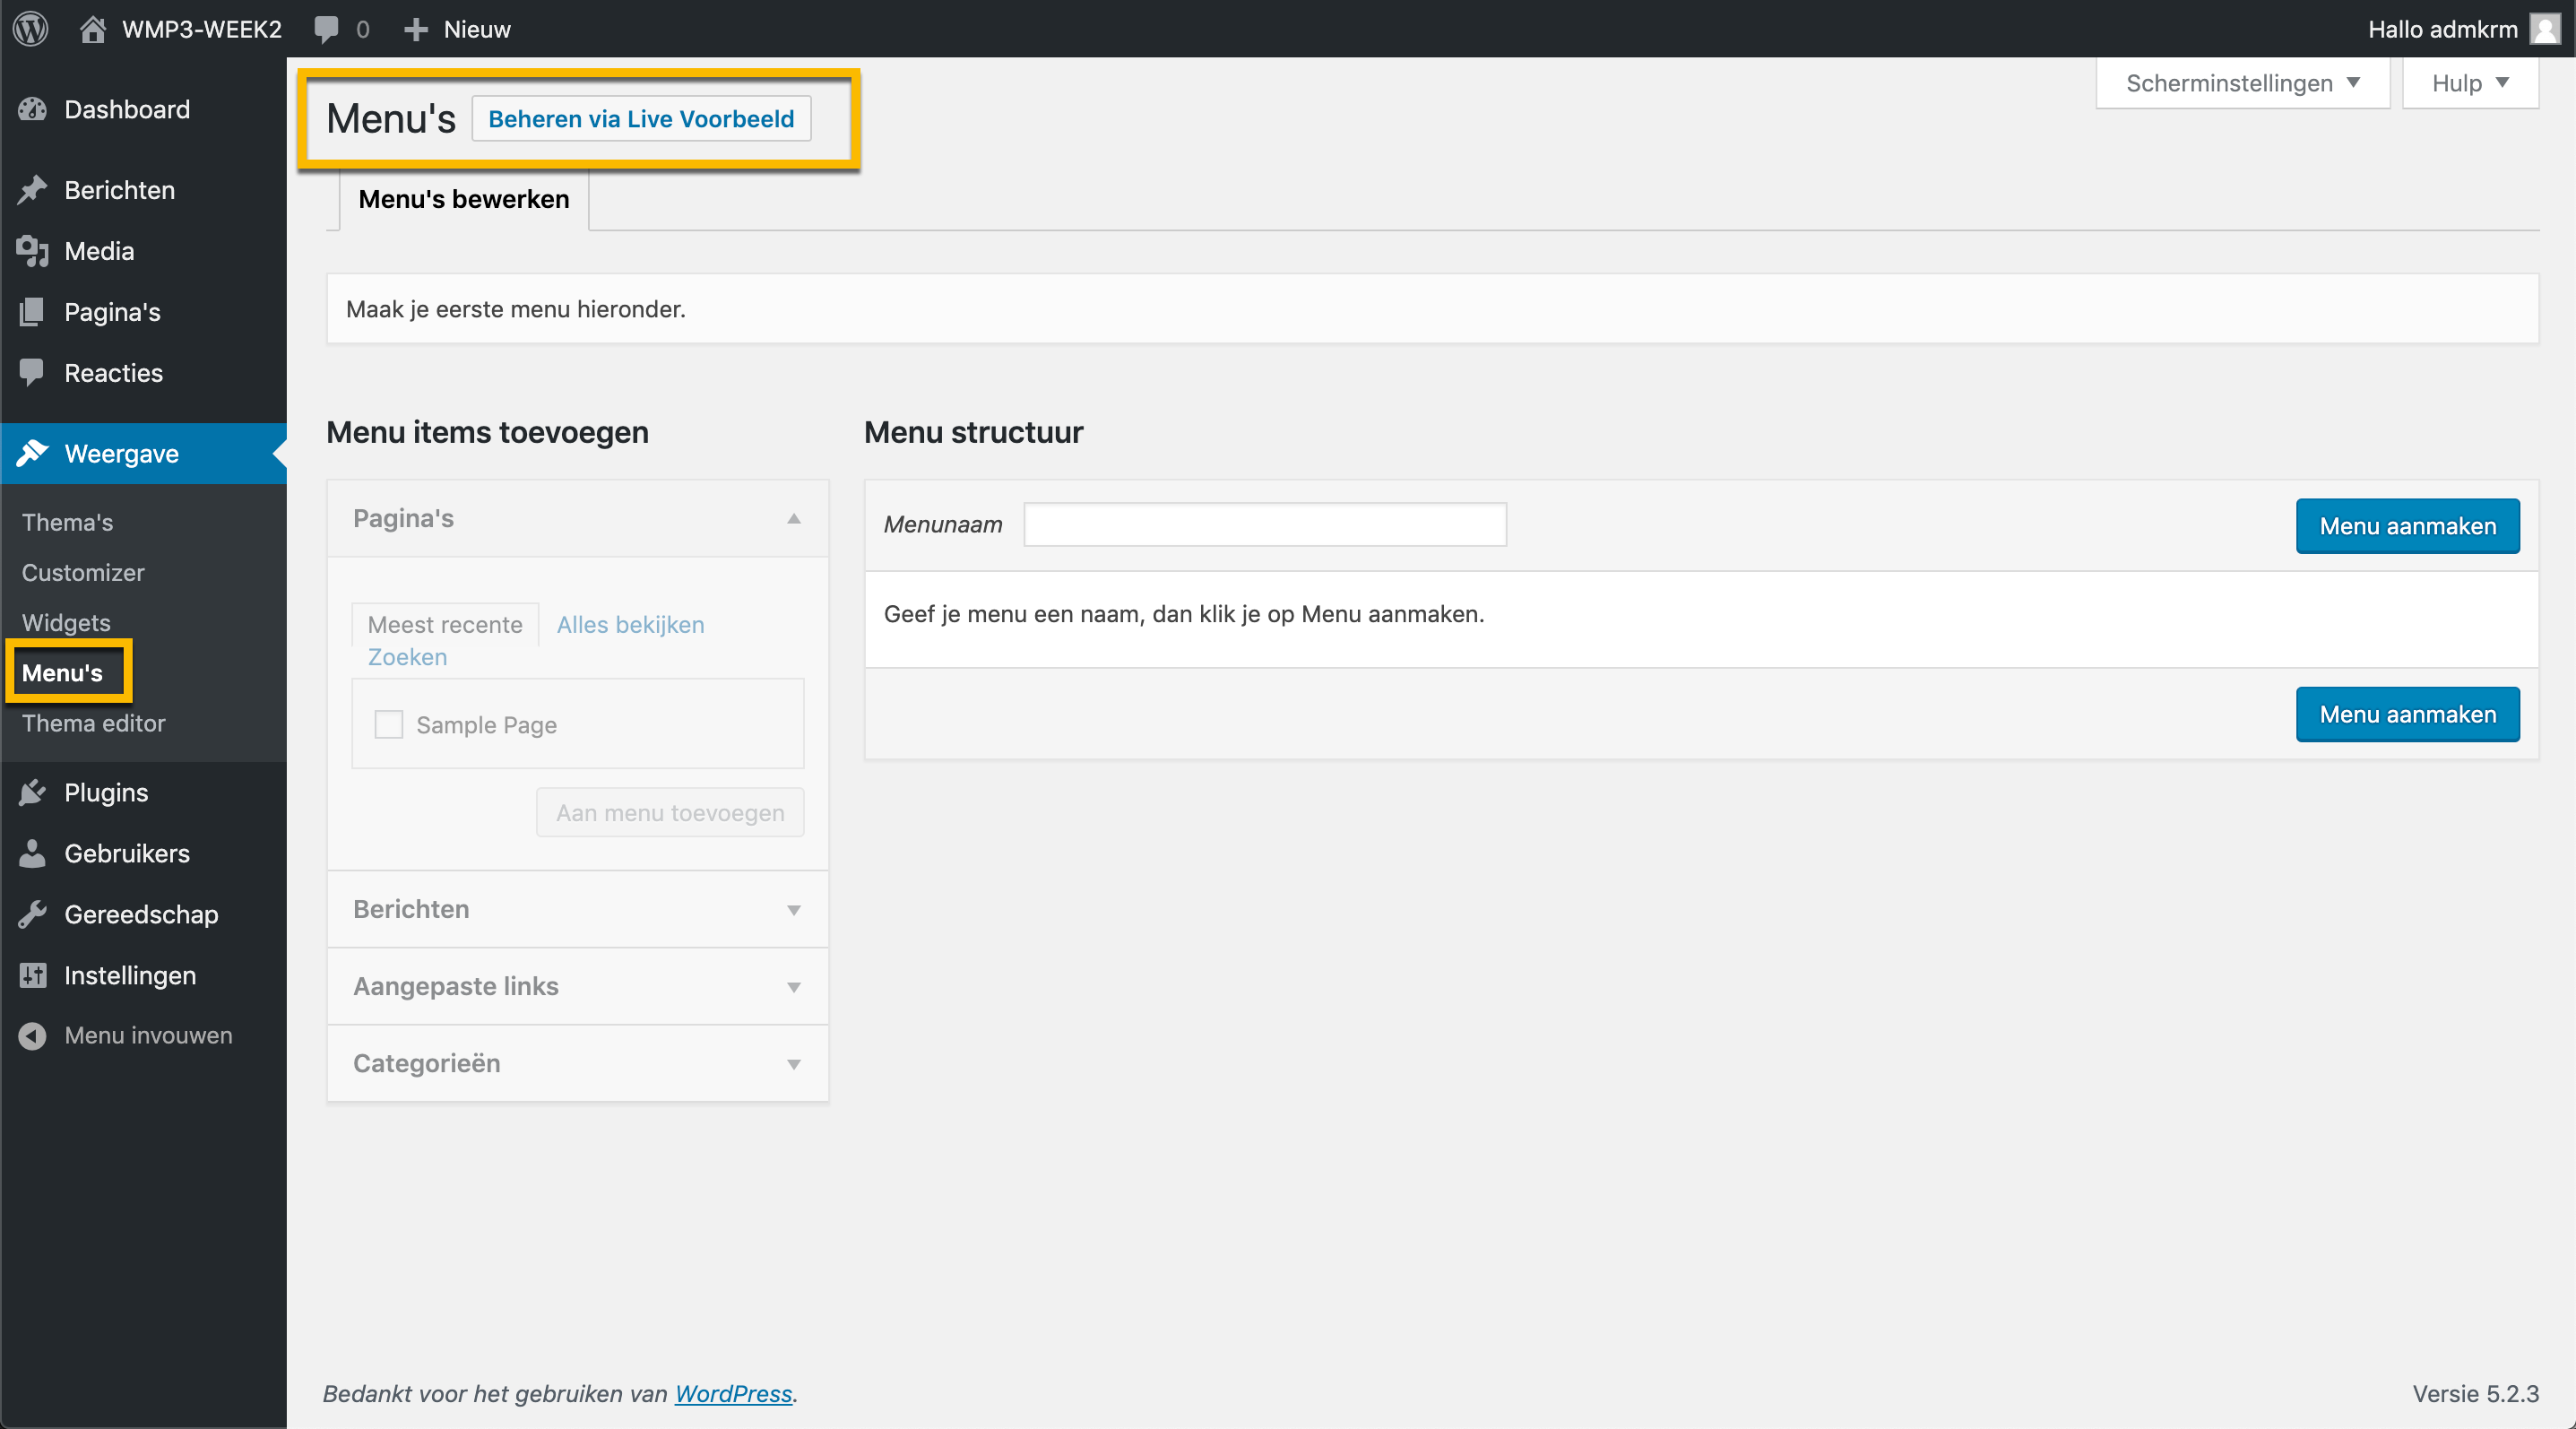 WMP3-WEEK2 0 Nieuw
Hallo admkrm
Dashboard
Berichten
Media
Pagina's
Reacties
Weergave
Thema's
Customizer
Widgets
Menu's
Thema editor
Plugins
Gebruikers
Gereedschap
Instellingen
Menu invouwen
Scherminstellingen
Hulp
Menu's Beheren via Live Voorbeeld
Menu's bewerken
Maak je eerste menu hieronder.
Menu items toevoegen
Pagina's
Meest recente Alles bekijken
Zoeken
Sample Page
Aan menu toevoegen
Berichten
Aangepaste links
Categorieën
Menu structuur
Menunaam Menu aanmaken
Geef je menu een naam, dan klik je op Menu aanmaken.
Menu aanmaken
Bedankt voor het gebruiken van WordPress.
Versie 5.2.3